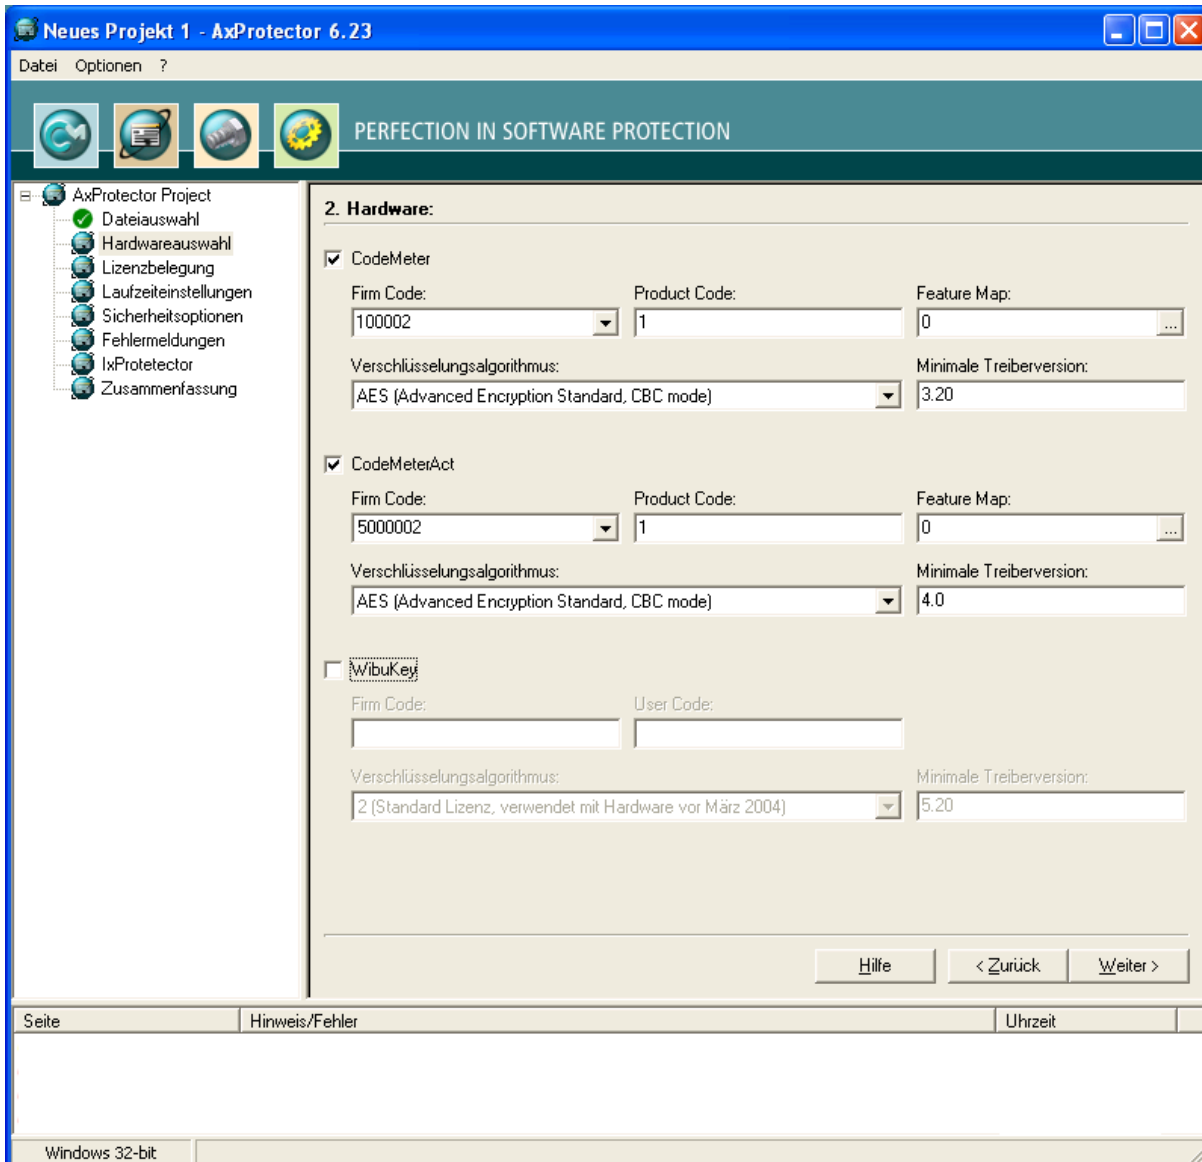 Neues Projekt 1 - AxProtector 6.23
Datei Optionen ?
PERFECTION IN SOFTWARE PROTECTION
AxProtector Project
Dateiauswahl
Hardwareauswahl
Lizenzbelegung
Laufzeiteinstellungen
Sicherheitsoptionen
Fehlermeldungen
IxProtetector
Zusammenfassung
2. Hardware:
CodeMeter
Firm Code: Product Code: Feature Map:
100002 1 0 ...
Verschlüsselungsalgorithmus: Minimale Treiberversion:
AES (Advanced Encryption Standard, CBC mode) 3.20
CodeMeterAct
Firm Code: Product Code: Feature Map:
5000002 1 0 ...
Verschlüsselungsalgorithmus: Minimale Treiberversion:
AES (Advanced Encryption Standard, CBC mode) 4.0
WibuKey
Firm Code: User Code:
Verschlüsselungsalgorithmus: Minimale Treiberversion:
2 (Standard Lizenz, verwendet mit Hardware vor März 2004) 5.20
Hilfe < Zurück Weiter >
Seite Hinweis/Fehler Uhrzeit
Windows 32-bit